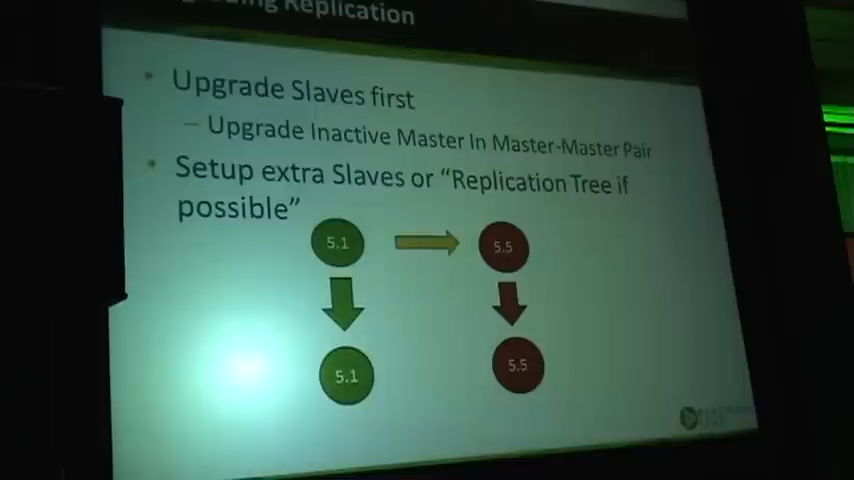 Replication
• Upgrade Slaves first
– Upgrade Inactive Master In Master-Master Pair
• Setup extra Slaves or “Replication Tree if
possible”
5.1
5.5
5.1
5.5